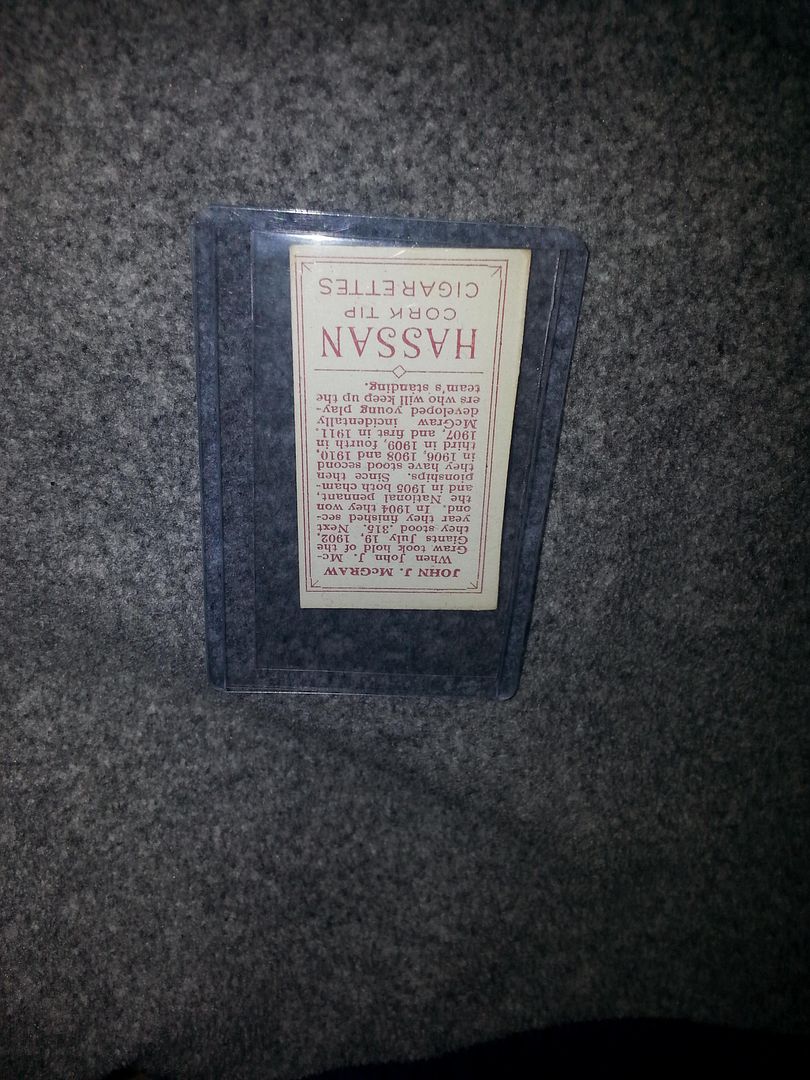 JOHN J. McGRAW
When John J. Mc-
Graw took hold of the
Giants July 19, 1902,
they stood .315. Next
year they finished sec-
ond. In 1904 they won
the National pennant,
and in 1905 both cham-
pionships. Since then
they have stood second
in 1906, 1908 and 1910,
third in 1909, fourth in
1907, and first in 1911.
McGraw incidentally
developed young play-
ers who will keep up the
team's standing.
HASSAN
CORK TIP
CIGARETTES